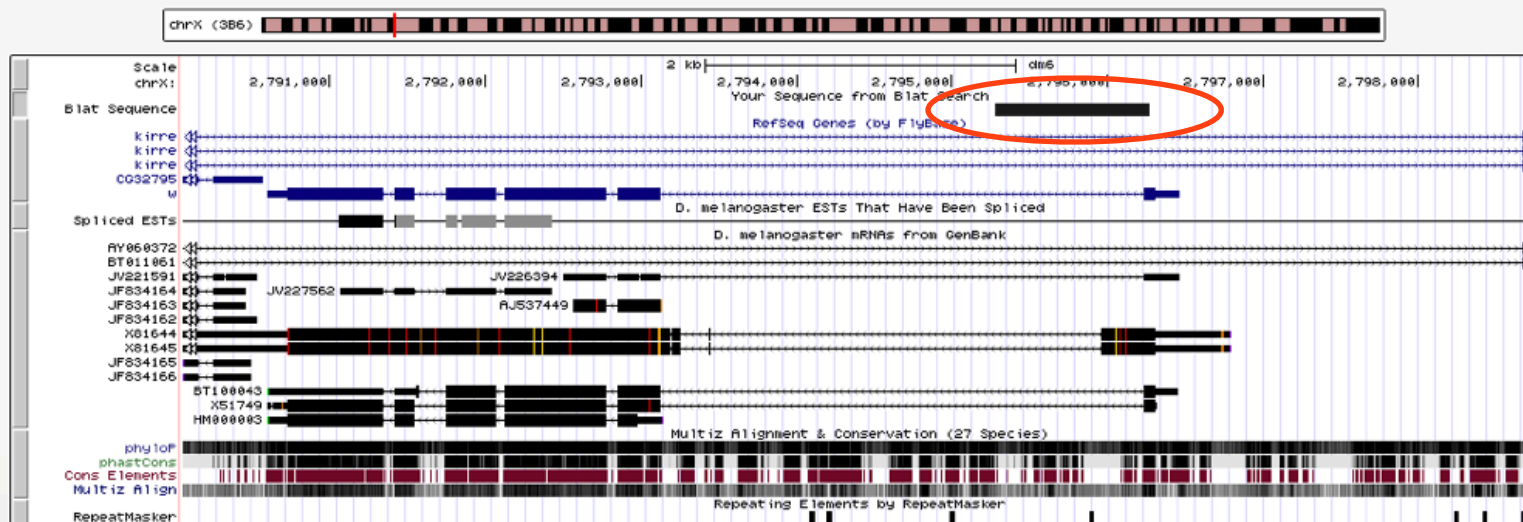 chrX (3B6)
Scale 2 kb dm6
chrX: 2,791,000 2,792,000 2,793,000 2,794,000 2,795,000 2,796,000 2,797,000 2,798,000
Your Sequence from Blat Search
Blat Sequence
RefSeq Genes (by FlyBase)
kirre
kirre
kirre
CG32795
w
D. melanogaster ESTs That Have Been Spliced
Spliced ESTs
D. melanogaster mRNAs from GenBank
AY060372
BT011061
JV221591 JV226394
JF834164 JV227562
JF834163 AJ537449
JF834162
X81644
X81645
JF834165
JF834166
BT100043
X51749
HM000003
Multiz Alignment & Conservation (27 Species)
phyloP
phastCons
Cons Elements
Multiz Align
Repeating Elements by RepeatMasker
RepeatMasker